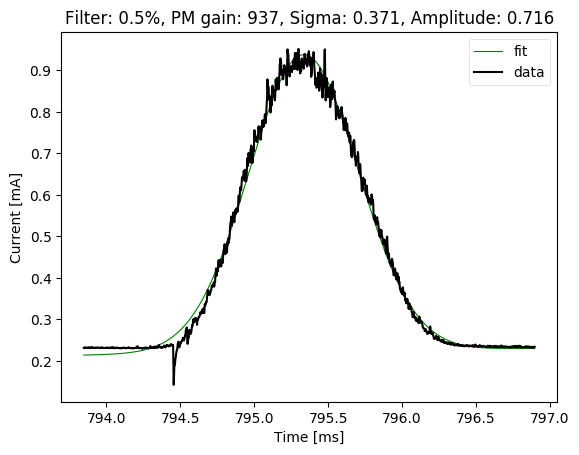 Filter: 0.5%, PM gain: 937, Sigma: 0.371, Amplitude: 0.716
fit
data
0.9
0.8
0.7
0.6
0.5
0.4
0.3
0.2
Current [mA]
794.0 794.5 795.0 795.5 796.0 796.5 797.0
Time [ms]